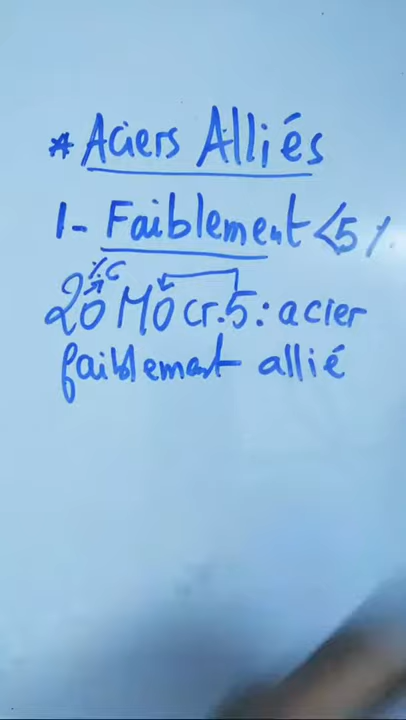 * Aciers Alliés
1- Faiblement <5%.
%C
20 MO cr.5: acier
faiblement allié